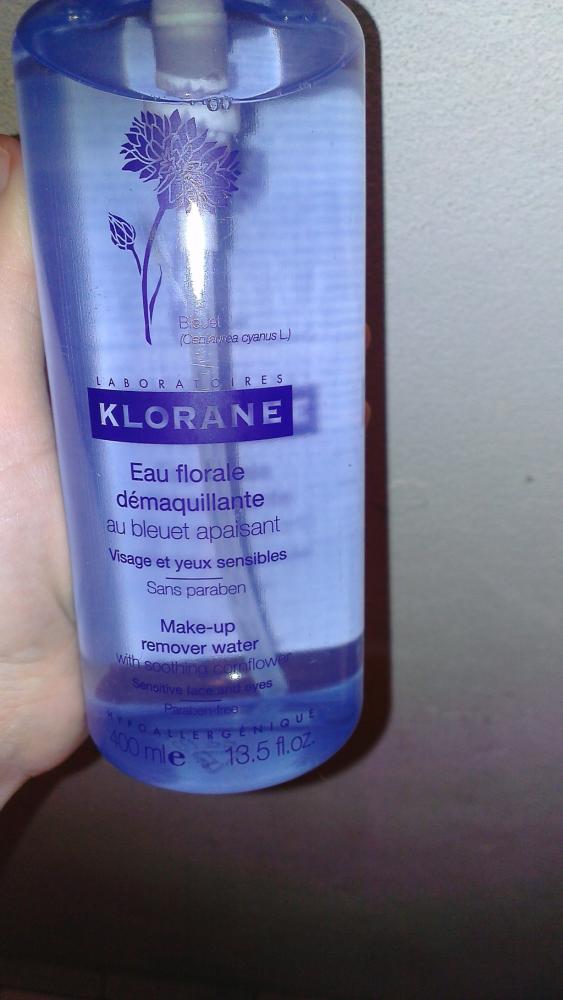 Bleuet
(Centaurea cyanus L.)
LABORATOIRES
KLORANE
Eau florale
démaquillante
au bleuet apaisant
Visage et yeux sensibles
Sans paraben
Make-up
remover water
with soothing cornflower
Sensitive face and eyes
Paraben-free
HYPOALLERGÉNIQUE
400 ml e 13.5 fl.oz.